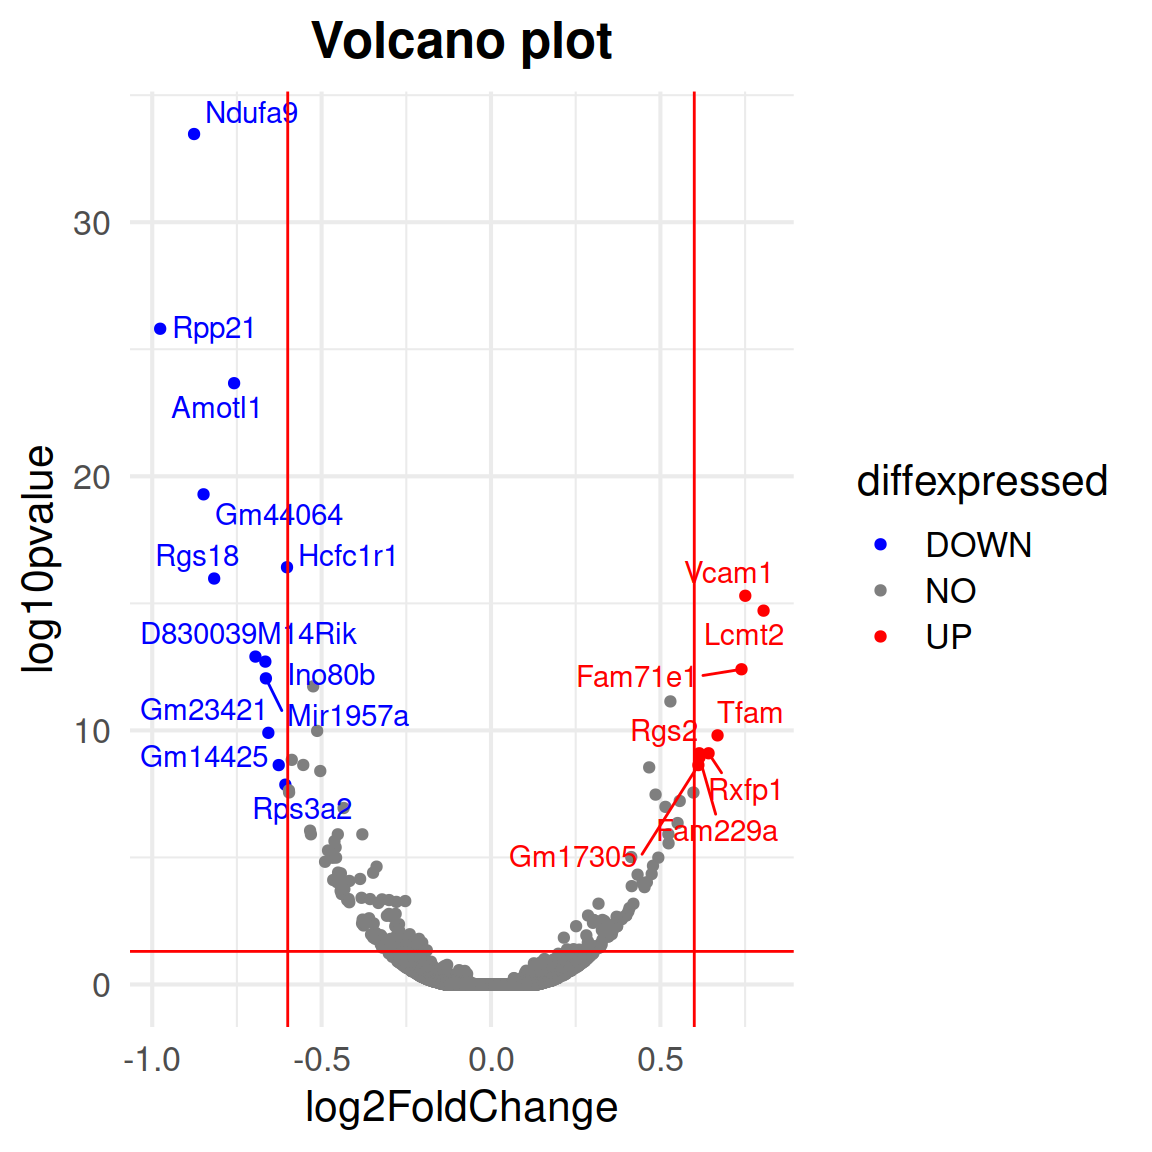 Volcano plot
Ndufa9
30
Rpp21
Amotl1
20
Gm44064
Rgs18
Hcfc1r1
Vcam1
Lcmt2
D830039M14Rik
Ino80b
Fam71e1
Gm23421
Mir1957a
Tfam
10
Rgs2
Gm14425
Rxfp1
Rps3a2
Fam229a
Gm17305
0
-1.0
-0.5
0.0
0.5
log2FoldChange
log10pvalue
diffexpressed
DOWN
NO
UP